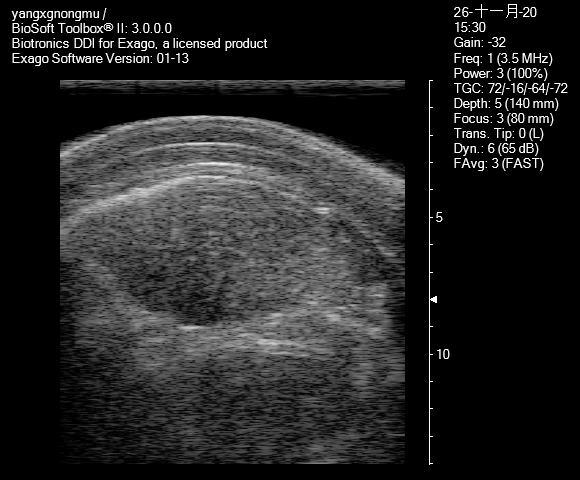 yangxgnongmu /
BioSoft Toolbox® II: 3.0.0.0
Biotronics DDI for Exago, a licensed product
Exago Software Version: 01-13
26-十一月-20
15:30
Gain: -32
Freq: 1 (3.5 MHz)
Power: 3 (100%)
TGC: 72/-16/-64/-72
Depth: 5 (140 mm)
Focus: 3 (80 mm)
Trans. Tip: 0 (L)
Dyn.: 6 (65 dB)
FAvg: 3 (FAST)
5
10